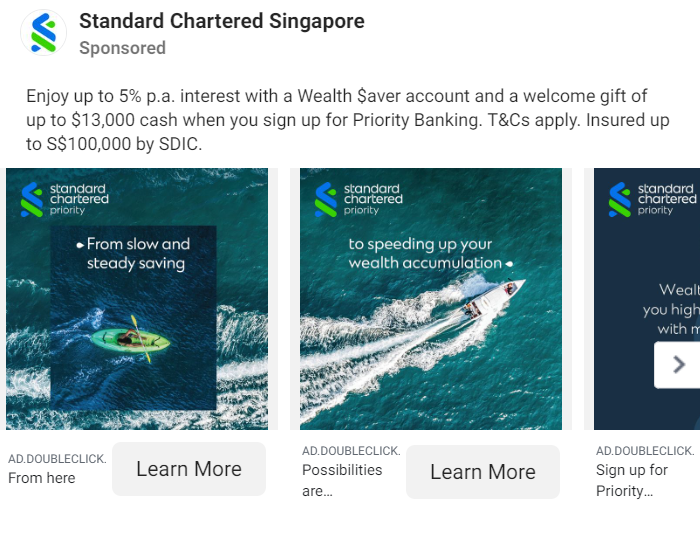 Standard Chartered Singapore
Sponsored
Enjoy up to 5% p.a. interest with a Wealth $aver account and a welcome gift of
up to $13,000 cash when you sign up for Priority Banking. T&Cs apply. Insured up
to S$100,000 by SDIC.
standard
chartered
priority
From slow and
steady saving
standard
chartered
priority
to speeding up your
wealth accumulation
standard
chartered
priority
Wealt
you high
with m
AD.DOUBLECLICK.
From here
Learn More
AD.DOUBLECLICK.
Possibilities
are...
Learn More
AD.DOUBLECLICK.
Sign up for
Priority...